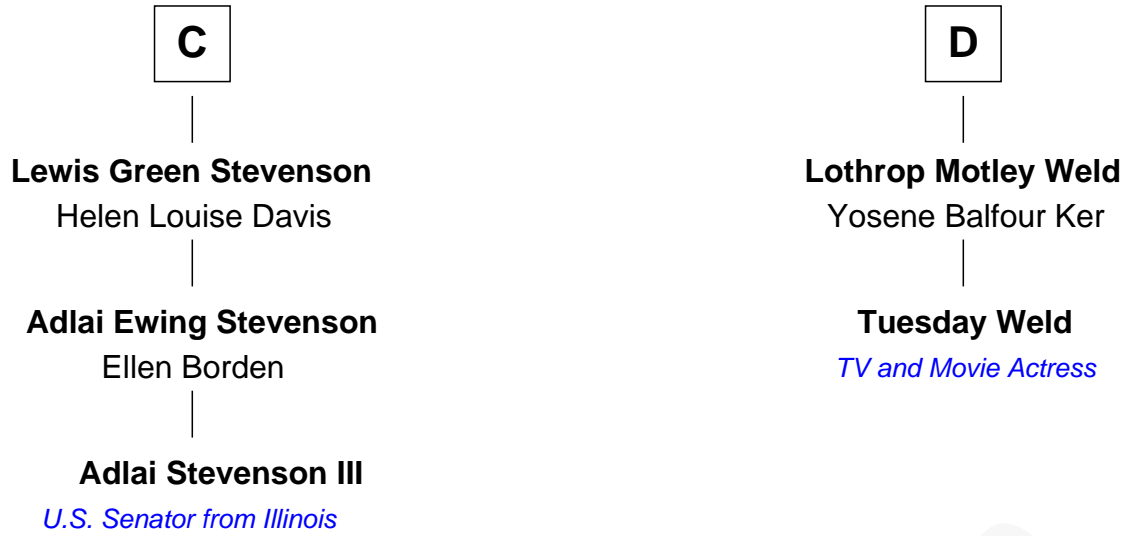 C
Lewis Green Stevenson
Helen Louise Davis
Adlai Ewing Stevenson
Ellen Borden
Adlai Stevenson III
U.S. Senator from Illinois
D
Lothrop Motley Weld
Yosene Balfour Ker
Tuesday Weld
TV and Movie Actress